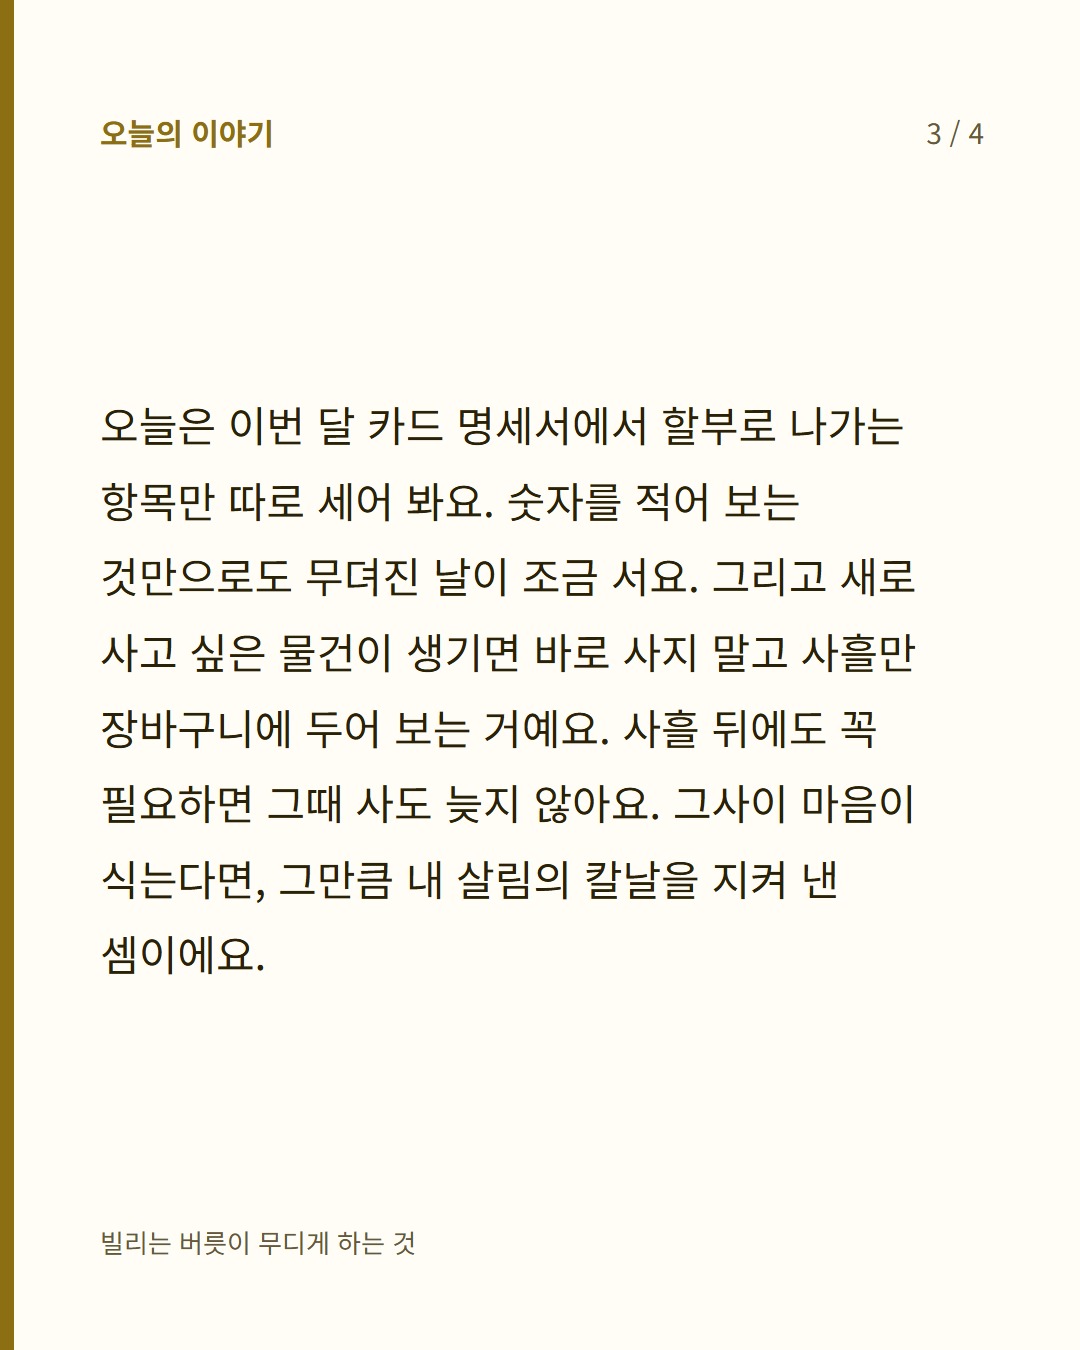 오늘의 이야기
3 / 4
오늘은 이번 달 카드 명세서에서 할부로 나가는
항목만 따로 세어 봐요. 숫자를 적어 보는
것만으로도 무뎌진 날이 조금 서요. 그리고 새로
사고 싶은 물건이 생기면 바로 사지 말고 사흘만
장바구니에 두어 보는 거예요. 사흘 뒤에도 꼭
필요하면 그때 사도 늦지 않아요. 그사이 마음이
식는다면, 그만큼 내 살림의 칼날을 지켜 낸
셈이에요.
빌리는 버릇이 무디게 하는 것